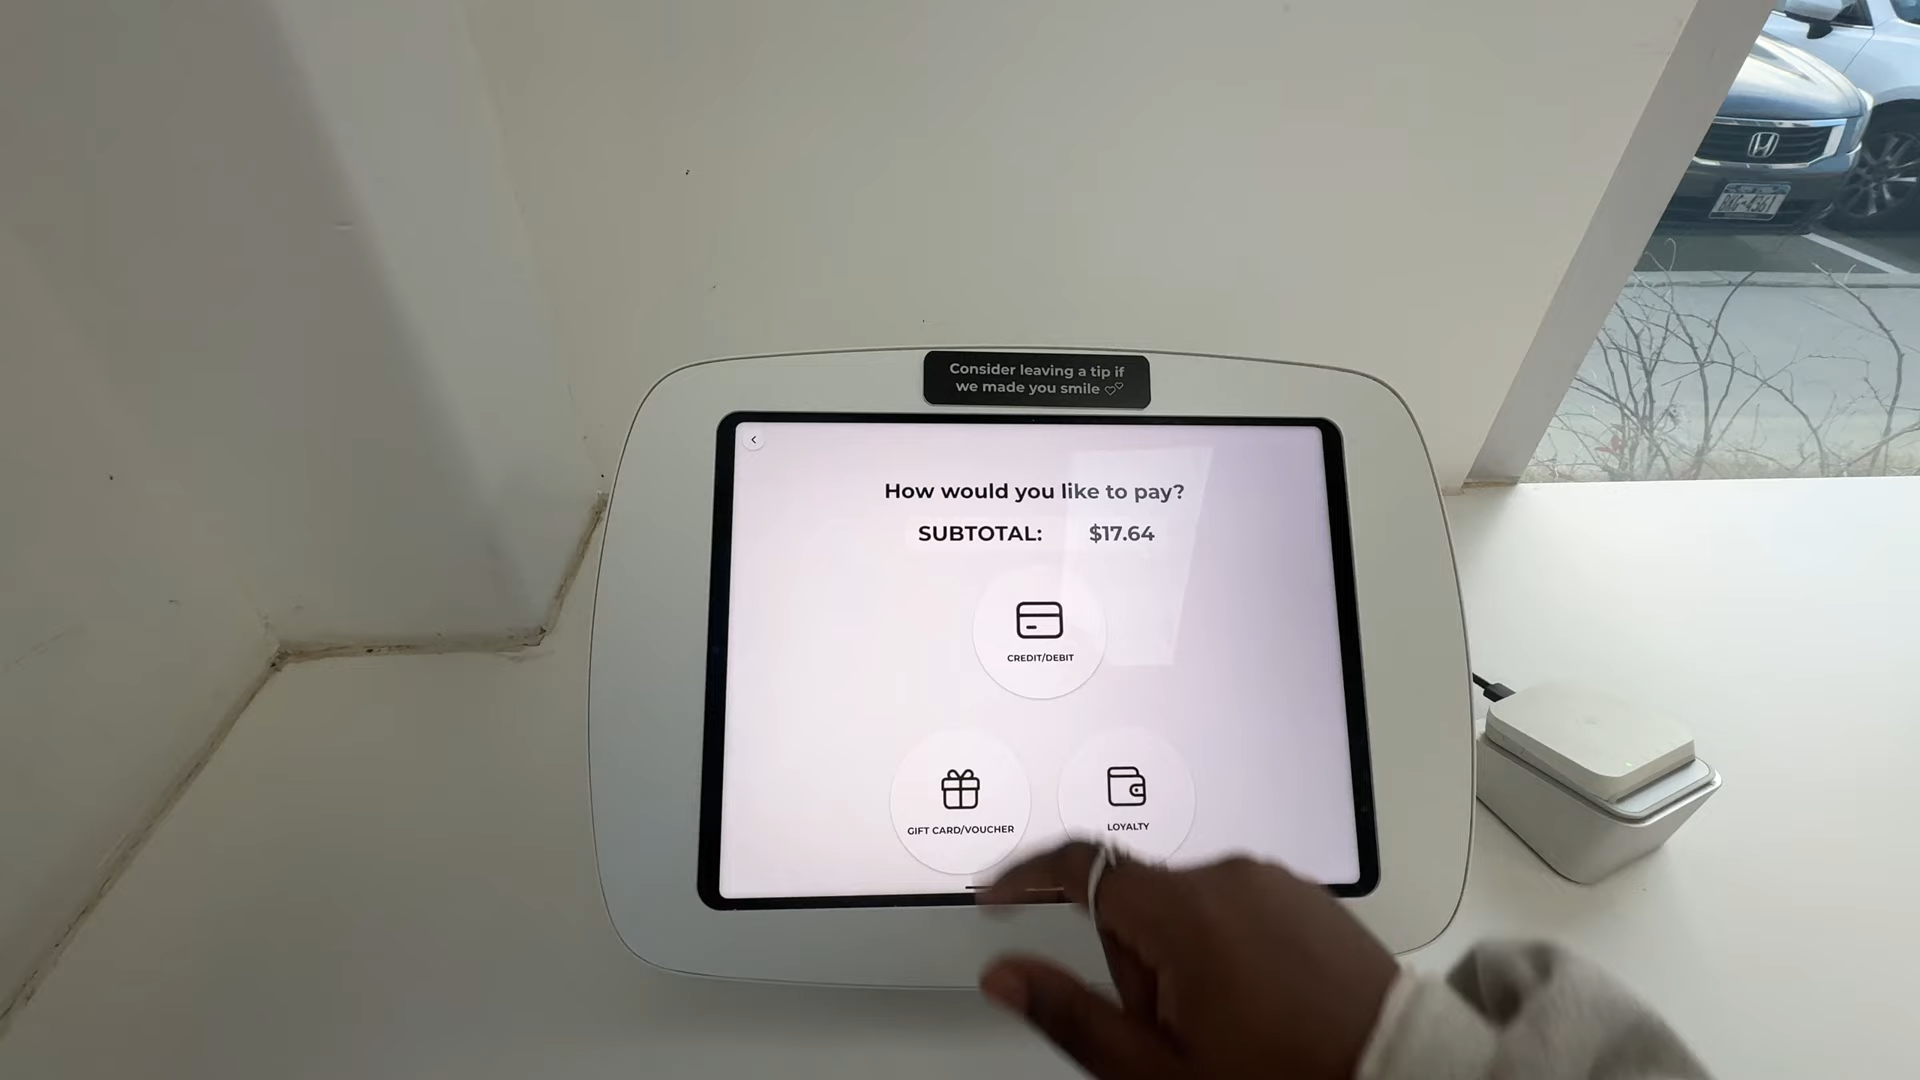 Consider leaving a tip if
we made you smile
How would you like to pay?
SUBTOTAL: $17.64
CREDIT/DEBIT
GIFT CARD/VOUCHER
LOYALTY